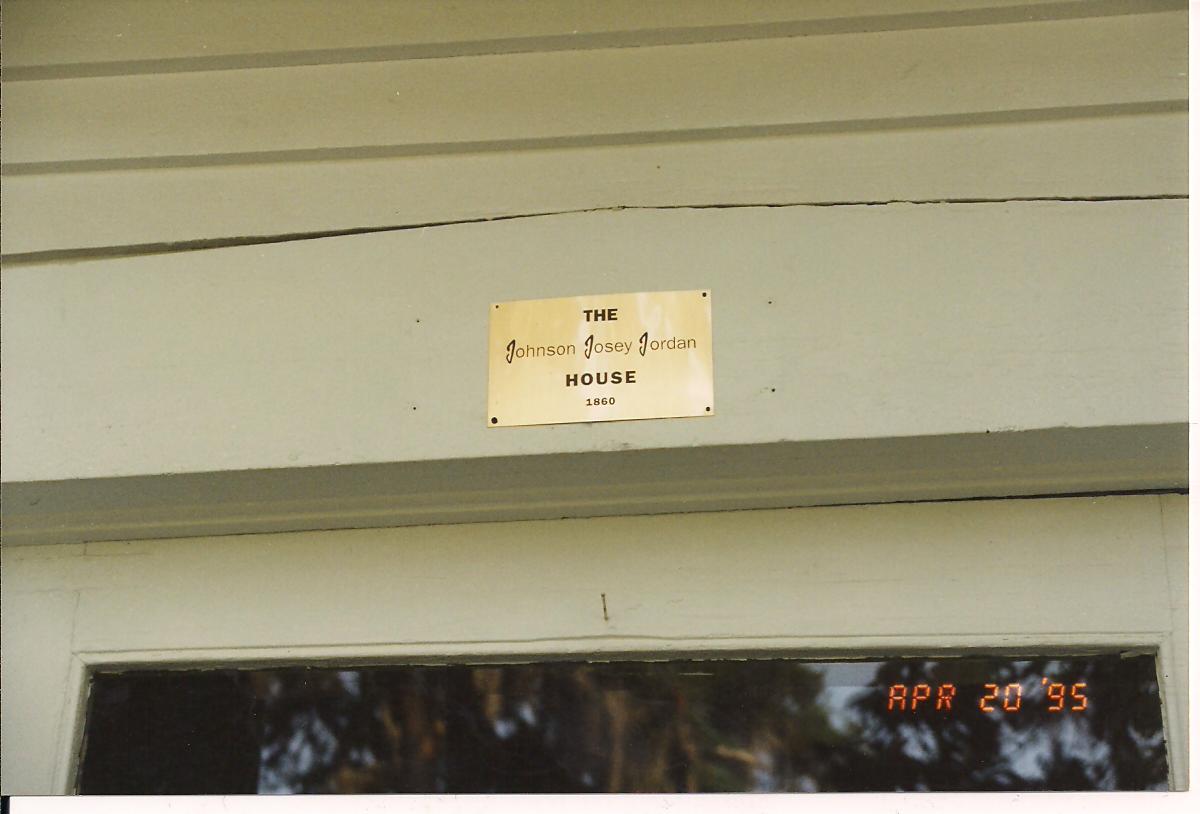 THE
Johnson Josey Jordan
HOUSE
1860
APR 20 '95